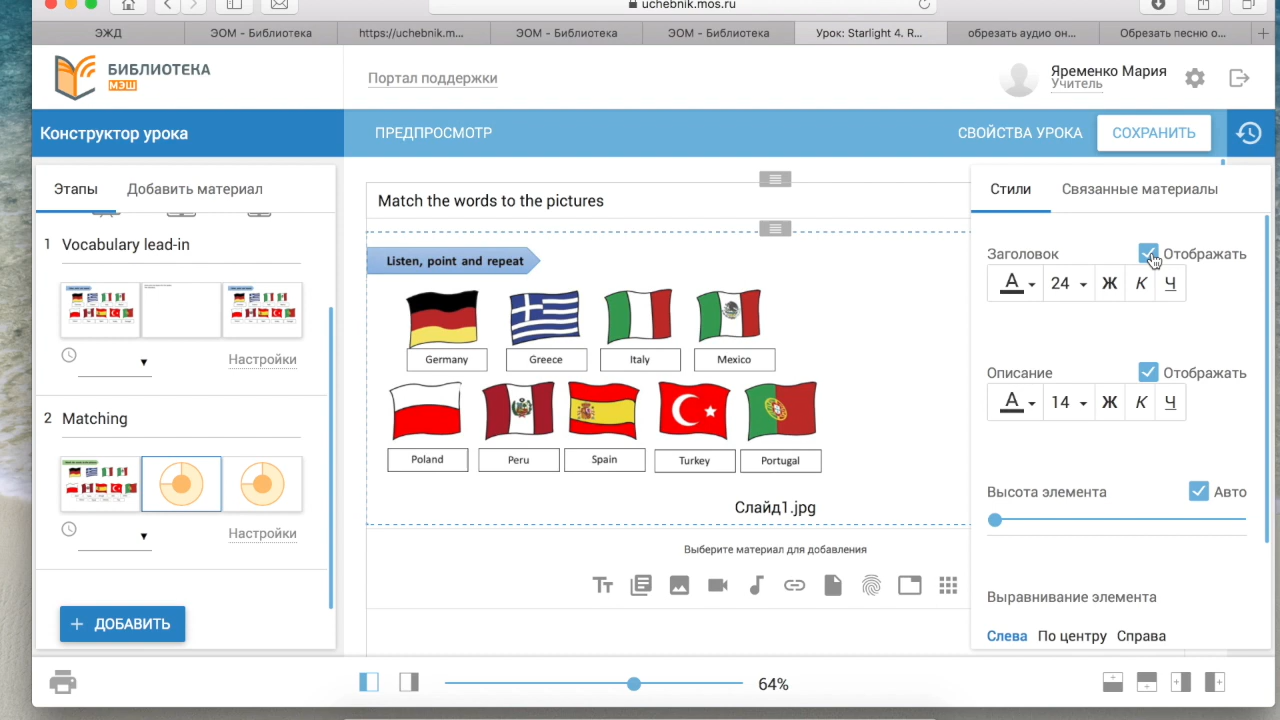 uchebnik.mos.ru
ЭЖД
ЭОМ - Библиотека
https://uchebnik.m...
ЭОМ - Библиотека
ЭОМ - Библиотека
Урок: Starlight 4. R...
обрезать аудио он...
Обрезать песню о...
БИБЛИОТЕКА
МЭШ
Портал поддержки
Яременко Мария
Учитель
Конструктор урока
ПРЕДПРОСМОТР
СВОЙСТВА УРОКА
СОХРАНИТЬ
Этапы
Добавить материал
1 Vocabulary lead-in
Настройки
2 Matching
Настройки
+ ДОБАВИТЬ
Match the words to the pictures
Listen, point and repeat
Germany
Greece
Italy
Mexico
Poland
Peru
Spain
Turkey
Portugal
Слайд1.jpg
Выберите материал для добавления
Стили
Связанные материалы
Заголовок
Отображать
А 24 Ж К Ч
Описание
Отображать
А 14 Ж К Ч
Высота элемента
Авто
Выравнивание элемента
Слева По центру Справа
64%